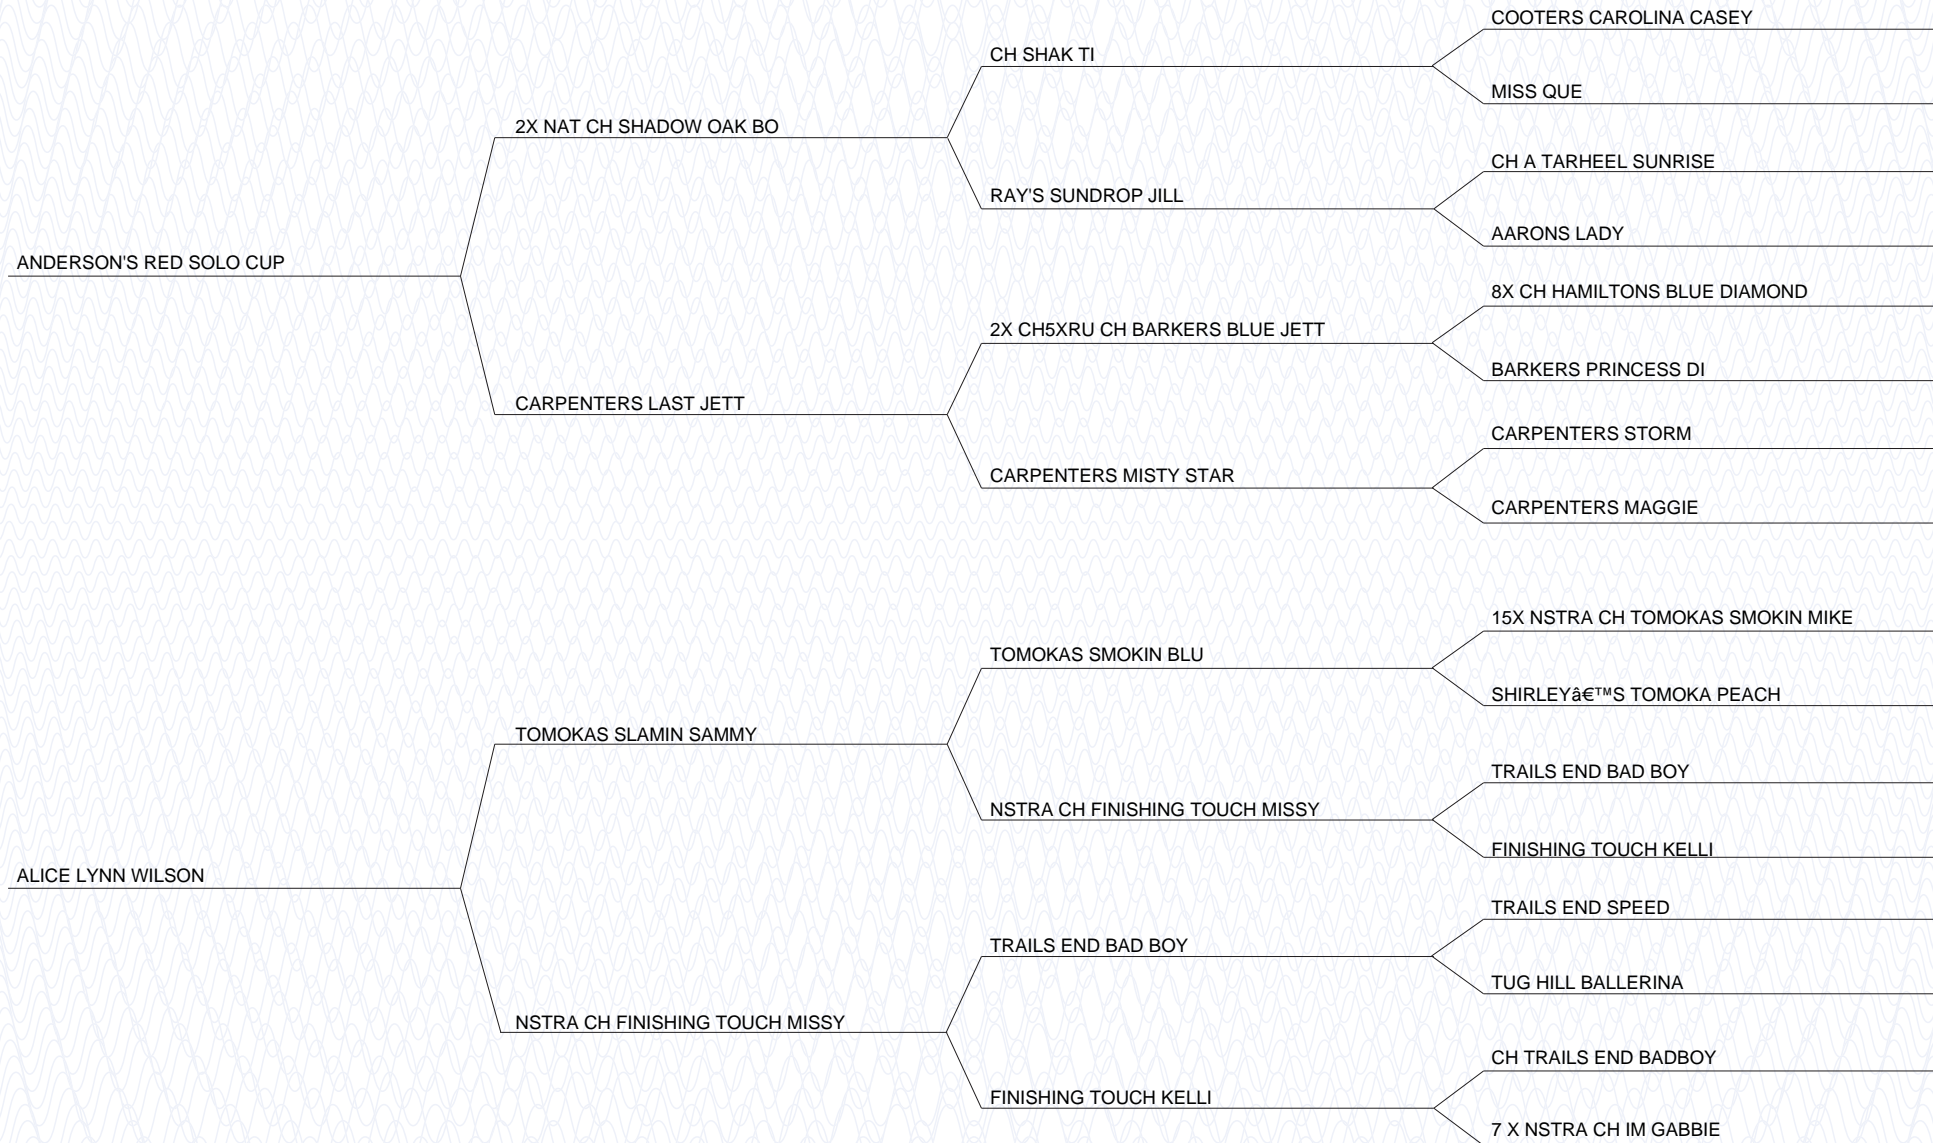 COOTERS CAROLINA CASEY
CH SHAK TI
MISS QUE
2X NAT CH SHADOW OAK BO
CH A TARHEEL SUNRISE
RAY'S SUNDROP JILL
AARONS LADY
ANDERSON'S RED SOLO CUP
8X CH HAMILTONS BLUE DIAMOND
2X CH5XRU CH BARKERS BLUE JETT
BARKERS PRINCESS DI
CARPENTERS LAST JETT
CARPENTERS STORM
CARPENTERS MISTY STAR
CARPENTERS MAGGIE
15X NSTRA CH TOMOKAS SMOKIN MIKE
TOMOKAS SMOKIN BLU
SHIRLEY’S TOMOKA PEACH
TOMOKAS SLAMIN SAMMY
TRAILS END BAD BOY
NSTRA CH FINISHING TOUCH MISSY
FINISHING TOUCH KELLI
ALICE LYNN WILSON
TRAILS END SPEED
TRAILS END BAD BOY
TUG HILL BALLERINA
NSTRA CH FINISHING TOUCH MISSY
CH TRAILS END BADBOY
FINISHING TOUCH KELLI
7 X NSTRA CH IM GABBIE